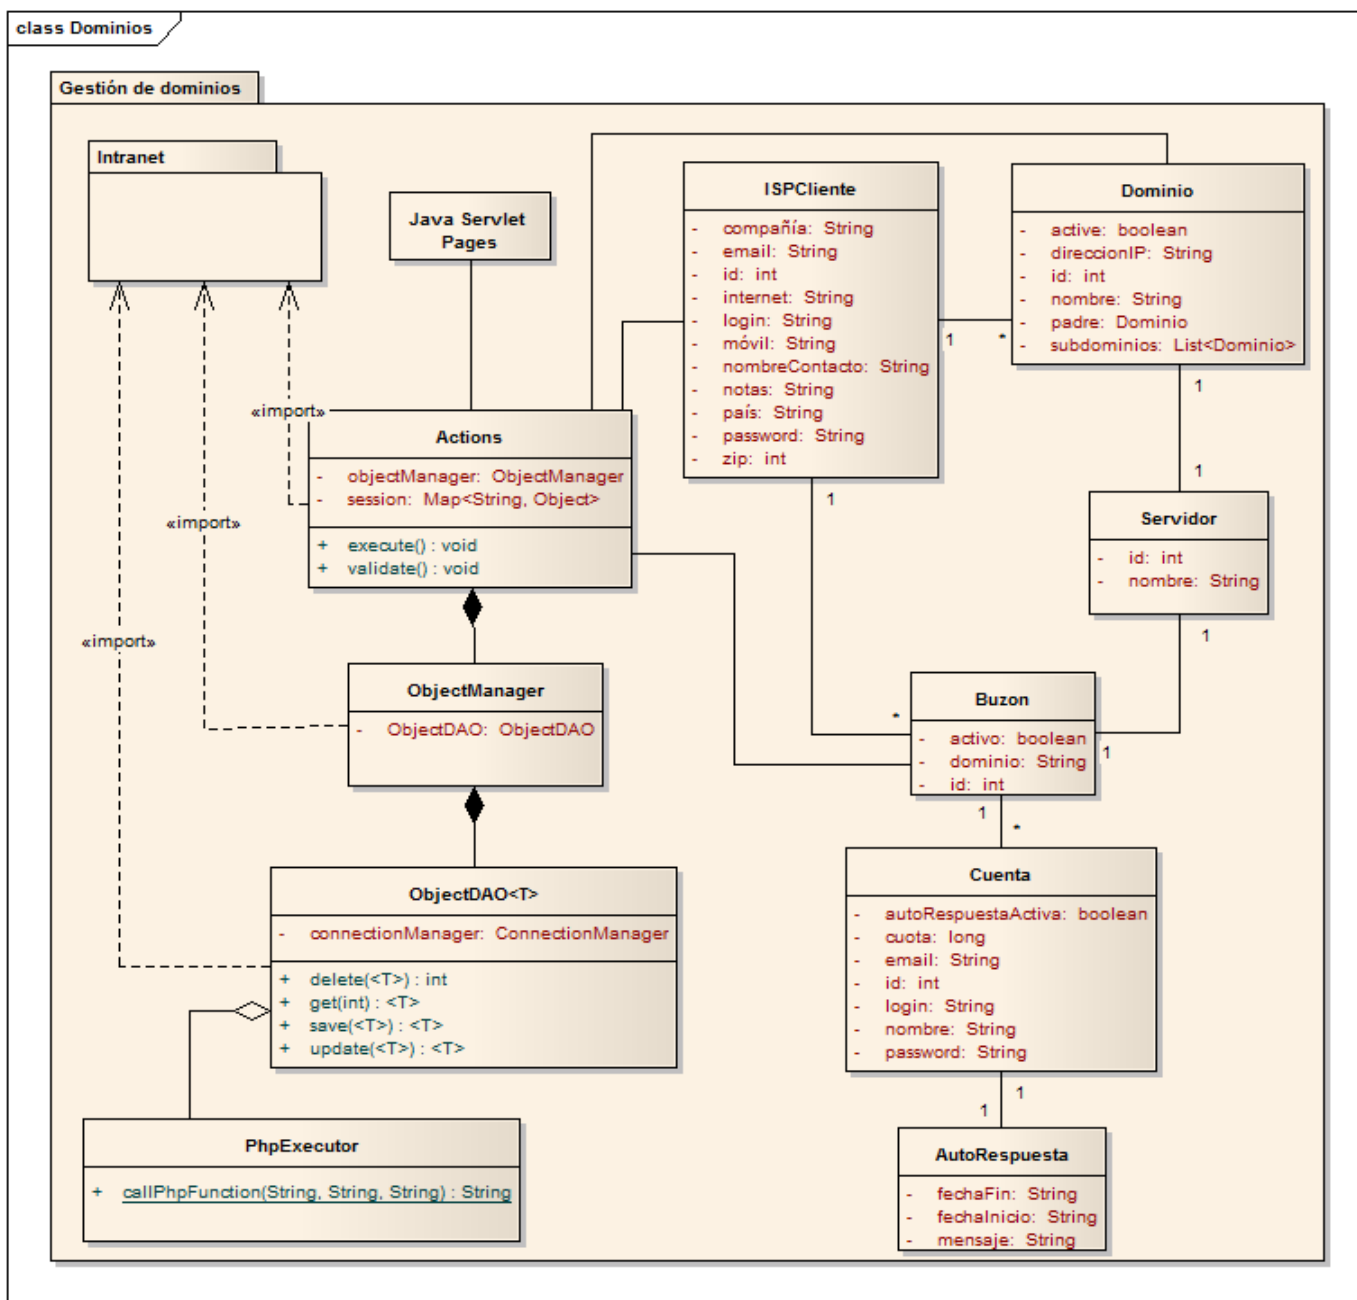 class Dominios
Gestión de dominios
Intranet
Java Servlet
Pages
ISPCliente
- compañía: String
- email: String
- id: int
- internet: String
- login: String
- móvil: String
- nombreContacto: String
- notas: String
- país: String
- password: String
- zip: int
Dominio
- active: boolean
- direccionIP: String
- id: int
- nombre: String
- padre: Dominio
- subdominios: List<Dominio>
1
*
1
1
1
«import»
«import»
«import»
Actions
- objectManager: ObjectManager
- session: Map<String, Object>
+ execute() : void
+ validate() : void
Servidor
- id: int
- nombre: String
1
ObjectManager
- ObjectDAO: ObjectDAO
Buzon
- activo: boolean
- dominio: String
- id: int
*
1
1
*
ObjectDAO<T>
- connectionManager: ConnectionManager
+ delete(<T>) : int
+ get(int) : <T>
+ save(<T>) : <T>
+ update(<T>) : <T>
Cuenta
- autoRespuestaActiva: boolean
- cuota: long
- email: String
- id: int
- login: String
- nombre: String
- password: String
1
1
PhpExecutor
+ callPhpFunction(String, String, String) : String
AutoRespuesta
- fechaFin: String
- fechaInicio: String
- mensaje: String